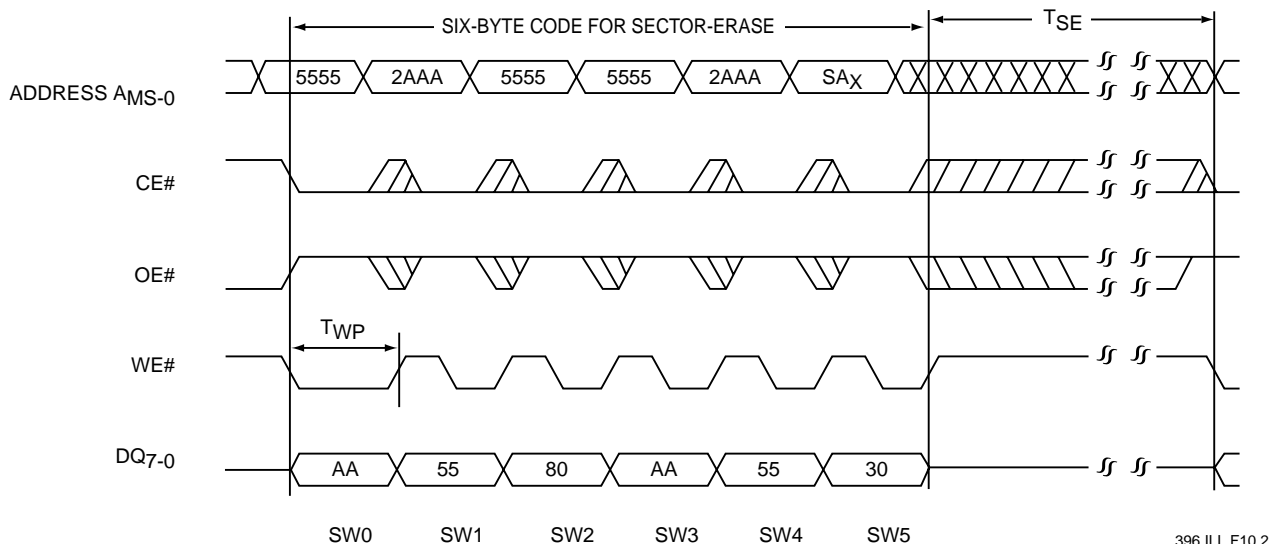 SIX-BYTE CODE FOR SECTOR-ERASE TSE
ADDRESS AMS-0 5555 2AAA 5555 5555 2AAA SAX
CE#
OE#
TWP
WE#
DQ7-0 AA 55 80 AA 55 30
SW0 SW1 SW2 SW3 SW4 SW5
396 ILL F10.2